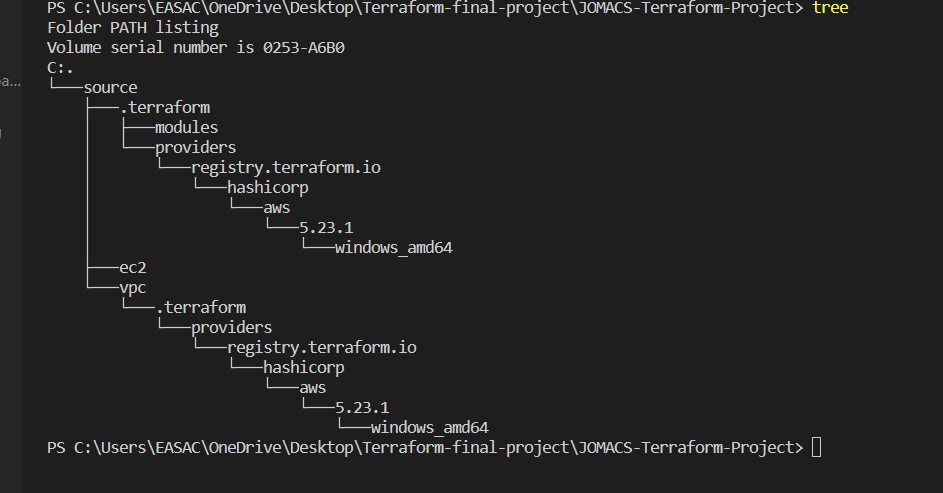 PS C:\Users\EASAC\OneDrive\Desktop\Terraform-final-project\JOMACS-Terraform-Project> tree
Folder PATH listing
Volume serial number is 0253-A6B0
C:.
└───source
    ├───.terraform
    │   ├───modules
    │   └───providers
    │       └───registry.terraform.io
    │           └───hashicorp
    │               └───aws
    │                   └───5.23.1
    │                       └───windows_amd64
    ├───ec2
    └───vpc
        └───.terraform
            └───providers
                └───registry.terraform.io
                    └───hashicorp
                        └───aws
                            └───5.23.1
                                └───windows_amd64
PS C:\Users\EASAC\OneDrive\Desktop\Terraform-final-project\JOMACS-Terraform-Project>